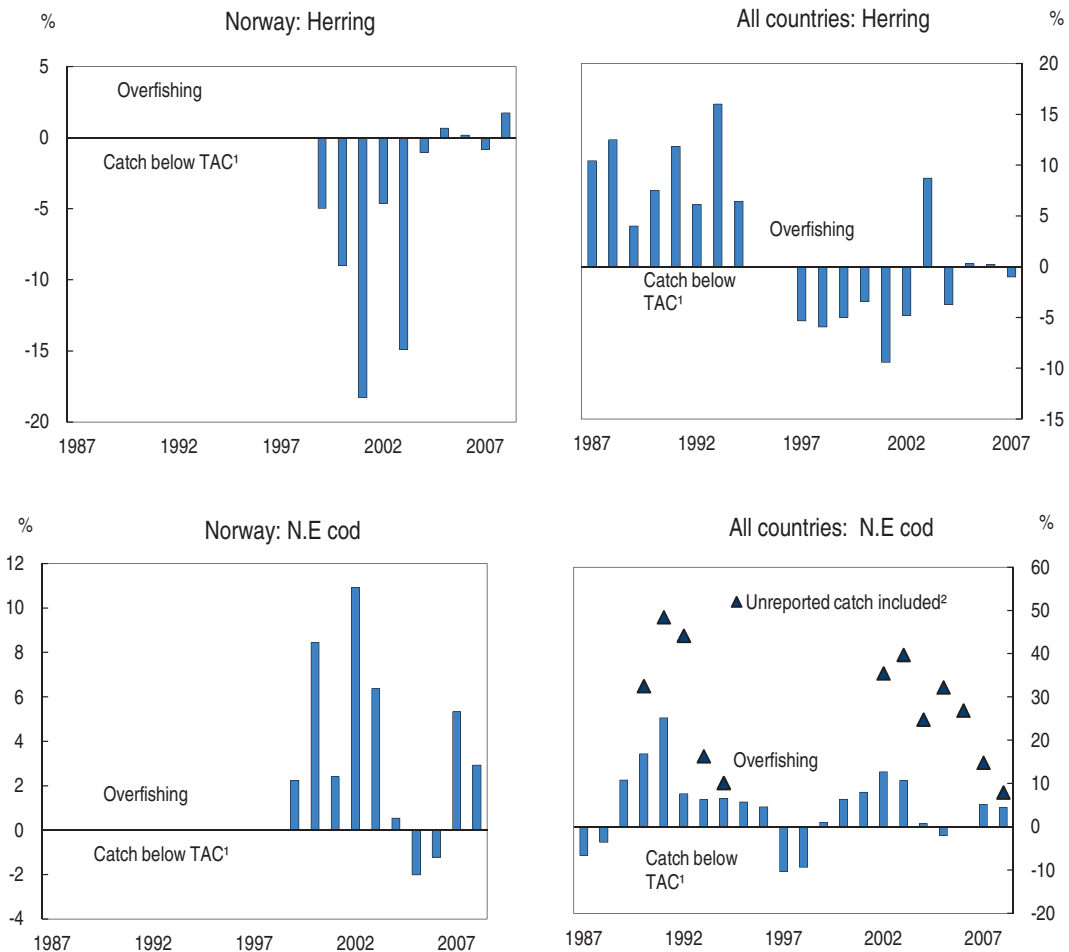 % Norway: Herring
5
0
-5
-10
-15
-20
Overfishing
Catch below TAC¹
1987 1992 1997 2002 2007
All countries: Herring %
20
15
10
5
0
-5
-10
-15
Overfishing
Catch below
TAC¹
1987 1992 1997 2002 2007
% Norway: N.E cod
12
10
8
6
4
2
0
-2
-4
Overfishing
Catch below TAC¹
1987 1992 1997 2002 2007
All countries: N.E cod %
60
50
40
30
20
10
0
-10
-20
Unreported catch included²
Overfishing
Catch below
TAC¹
1987 1992 1997 2002 2007